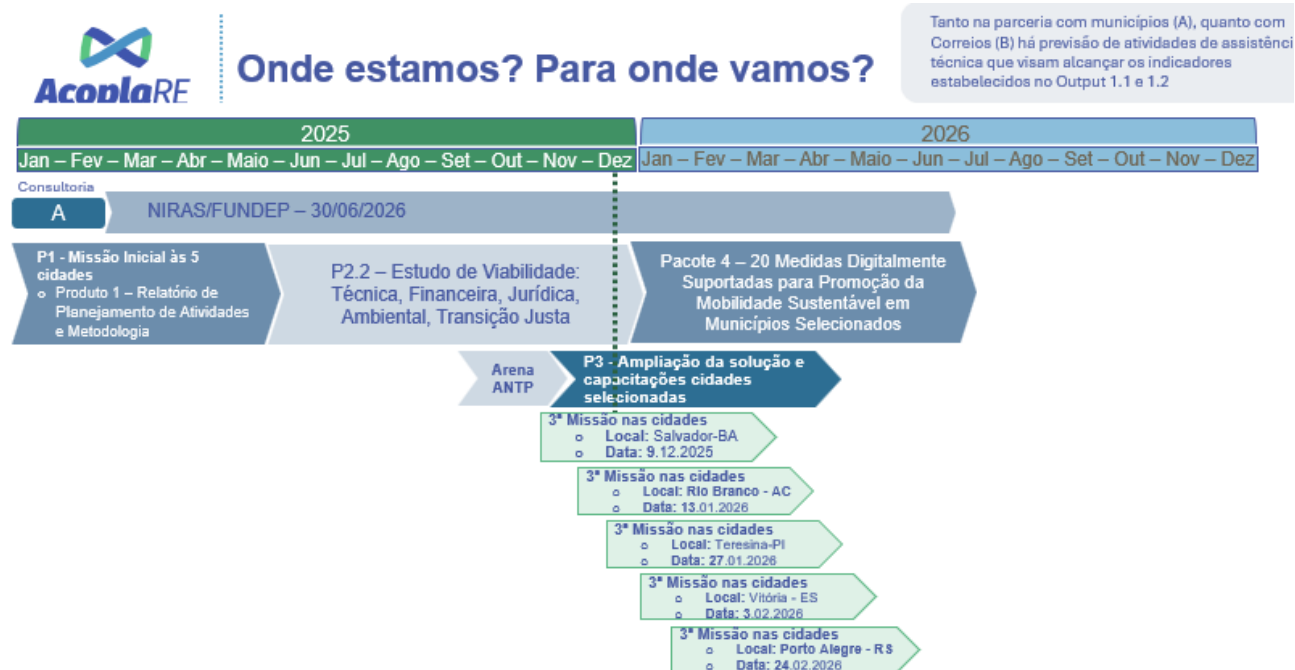 AcoplaRE
Onde estamos? Para onde vamos?
Tanto na parceria com municípios (A), quanto com
Correios (B) há previsão de atividades de assistênci
técnica que visam alcançar os indicadores
estabelecidos no Output 1.1 e 1.2
2025
2026
Jan – Fev – Mar – Abr – Maio – Jun – Jul – Ago – Set – Out – Nov – Dez
Jan – Fev – Mar – Abr – Maio – Jun – Jul – Ago – Set – Out – Nov – Dez
Consultoria
A
NIRAS/FUNDEP – 30/06/2026
P1 - Missão Inicial às 5
cidades
o Produto 1 – Relatório de
Planejamento de Atividades
e Metodologia
P2.2 – Estudo de Viabilidade:
Técnica, Financeira, Jurídica,
Ambiental, Transição Justa
Pacote 4 – 20 Medidas Digitalmente
Suportadas para Promoção da
Mobilidade Sustentável em
Municípios Selecionados
Arena
ANTP
P3 - Ampliação da solução e
capacitações cidades
selecionadas
3ª Missão nas cidades
o Local: Salvador-BA
o Data: 9.12.2025
3ª Missão nas cidades
o Local: Rio Branco - AC
o Data: 13.01.2026
3ª Missão nas cidades
o Local: Teresina-PI
o Data: 27.01.2026
3ª Missão nas cidades
o Local: Vitória - ES
o Data: 3.02.2026
3ª Missão nas cidades
o Local: Porto Alegre - RS
o Data: 24.02.2026